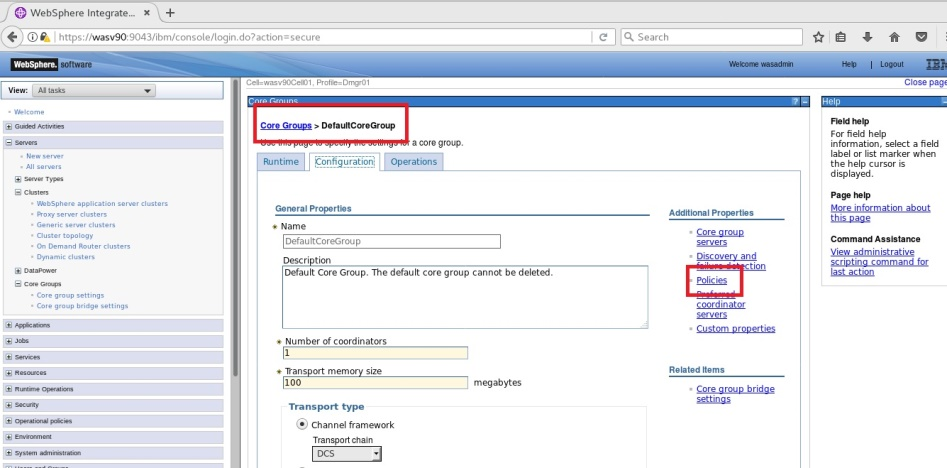 WebSphere Integrate...
https://wasv90:9043/ibm/console/login.do?action=secure
Search
WebSphere. software
Welcome wasadmin
Help | Logout
IBM
Cell=wasv90Cell01, Profile=Dmgr01
Close page
View: All tasks
Welcome
Guided Activities
Servers
New server
All servers
Server Types
Clusters
WebSphere application server clusters
Proxy server clusters
Generic server clusters
Cluster topology
On Demand Router clusters
Dynamic clusters
DataPower
Core Groups
Core group settings
Core group bridge settings
Applications
Jobs
Services
Resources
Runtime Operations
Security
Operational policies
Environment
System administration
Users and Groups
Core Groups
Core Groups > DefaultCoreGroup
Use this page to specify the settings for a core group.
Runtime
Configuration
Operations
General Properties
Name
DefaultCoreGroup
Description
Default Core Group. The default core group cannot be deleted.
Number of coordinators
1
Transport memory size
100 megabytes
Transport type
Channel framework
Transport chain
DCS
Additional Properties
Core group
servers
Discovery and
failure detection
Policies
Preferred
coordinator
servers
Custom properties
Related Items
Core group bridge
settings
Help
Field help
For field help
information, select a field
label or list marker when
the help cursor is
displayed.
Page help
More information about
this page
Command Assistance
View administrative
scripting command for
last action